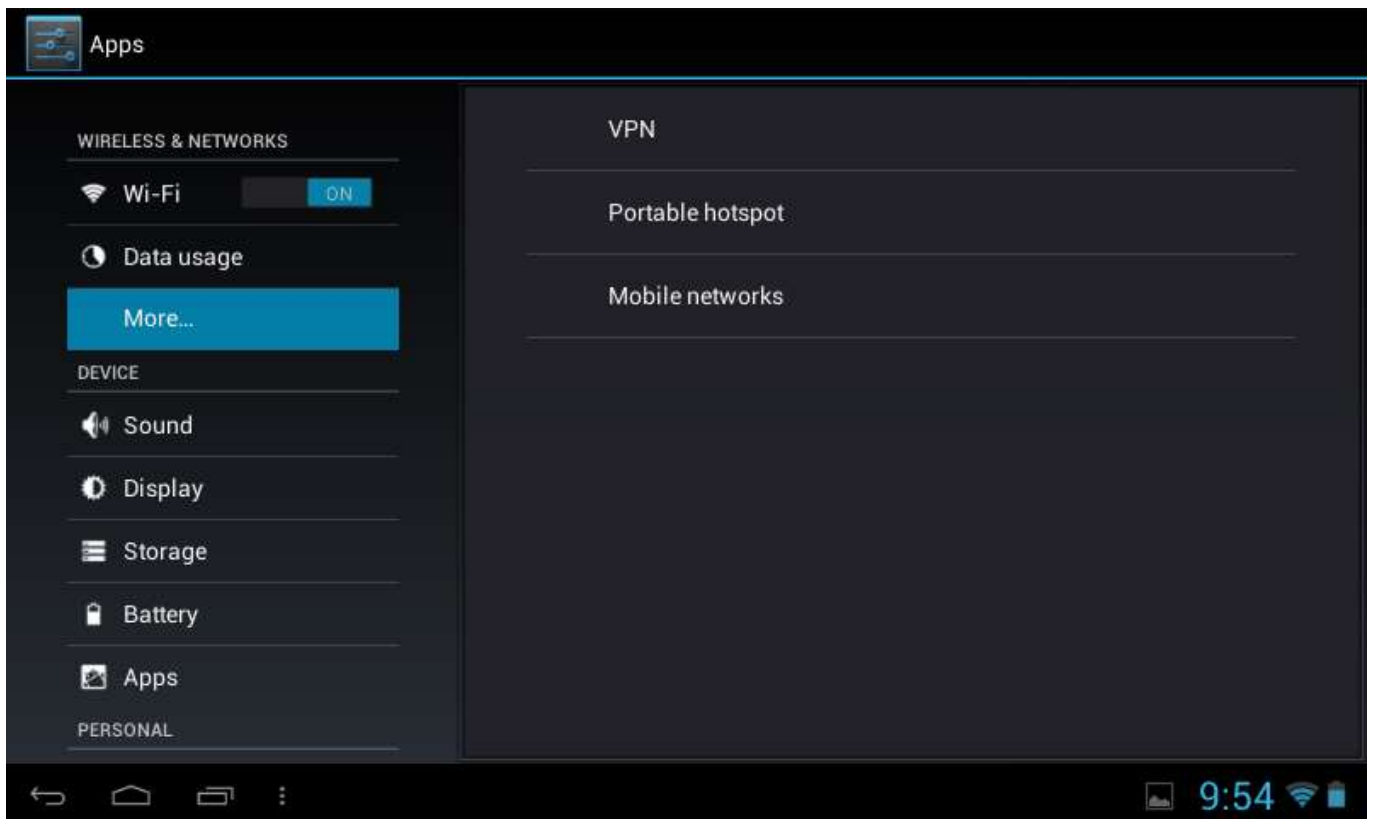 Apps
WIRELESS & NETWORKS
Wi-Fi ON
Data usage
More...
DEVICE
Sound
Display
Storage
Battery
Apps
PERSONAL
VPN
Portable hotspot
Mobile networks
9:54